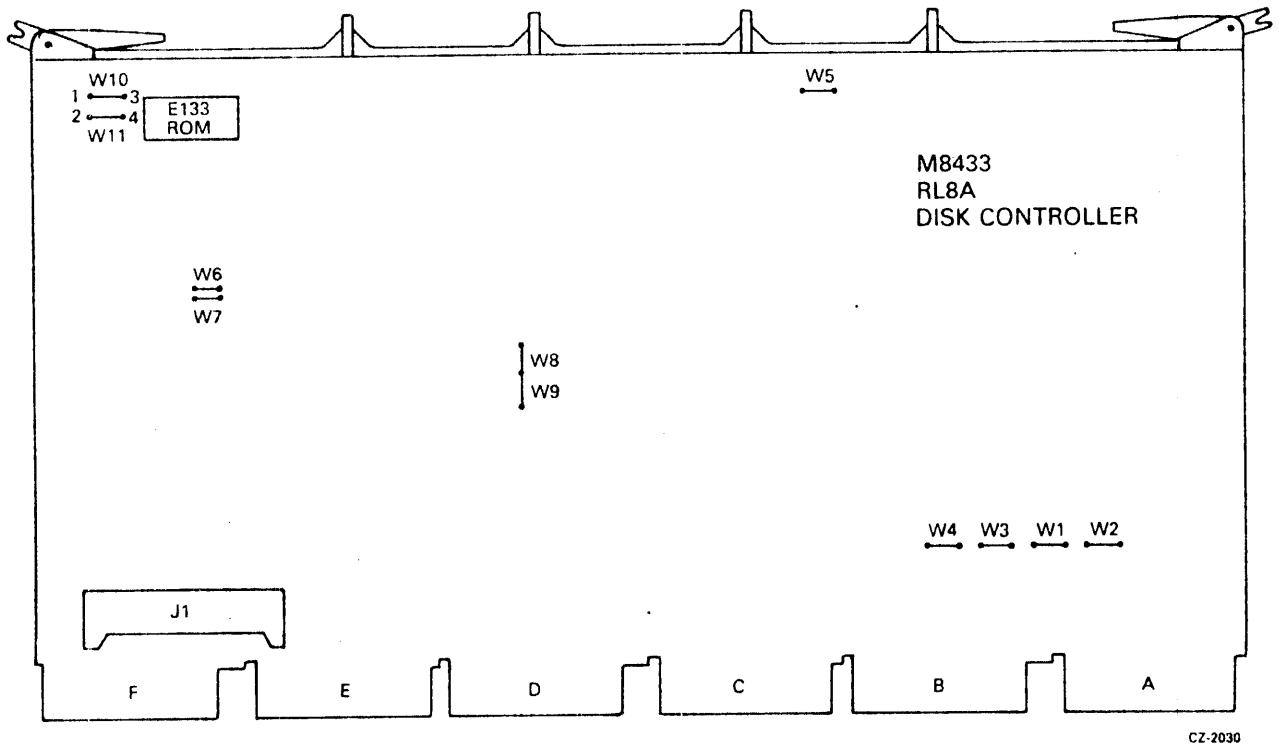 W10
1 3
2 4
W11
E133
ROM
W5
M8433
RL8A
DISK CONTROLLER
W6
W7
W8
W9
W4 W3 W1 W2
J1
F E D C B A
CZ-2030